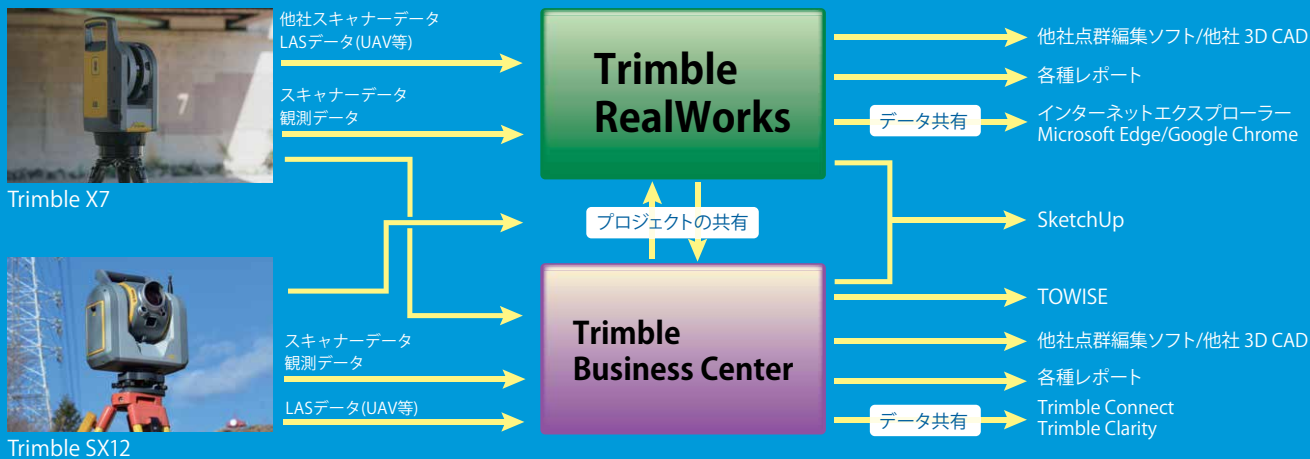 他社スキャナーデータ
LASデータ(UAV等)
スキャナーデータ
観測データ
Trimble X7
Trimble
RealWorks
他社点群編集ソフト/他社 3D CAD
各種レポート
データ共有
インターネットエクスプローラー
Microsoft Edge/Google Chrome
プロジェクトの共有
SketchUp
スキャナーデータ
観測データ
LASデータ(UAV等)
Trimble SX12
Trimble
Business Center
TOWISE
他社点群編集ソフト/他社 3D CAD
各種レポート
データ共有
Trimble Connect
Trimble Clarity
7